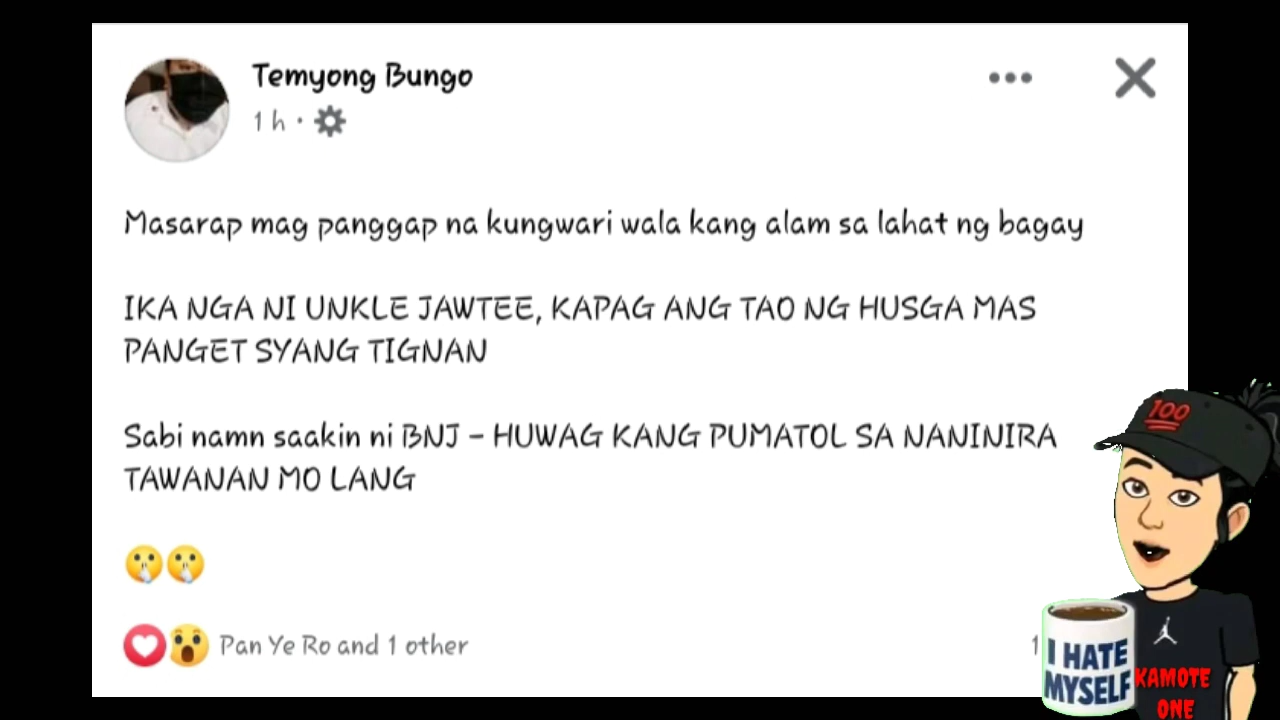 Temyong Bungo
1 h ·
Masarap mag panggap na kungwari wala kang alam sa lahat ng bagay
IKA NGA NI UNKLE JAWTEE, KAPAG ANG TAO NG HUSGA MAS
PANGET SYANG TIGNAN
Sabi namn saakin ni BNJ – HUWAG KANG PUMATOL SA NANINIRA
TAWANAN MO LANG
🤫🤫
Pan Ye Ro and 1 other
1
100
I HATE
MYSELF
KAMOTE
ONE